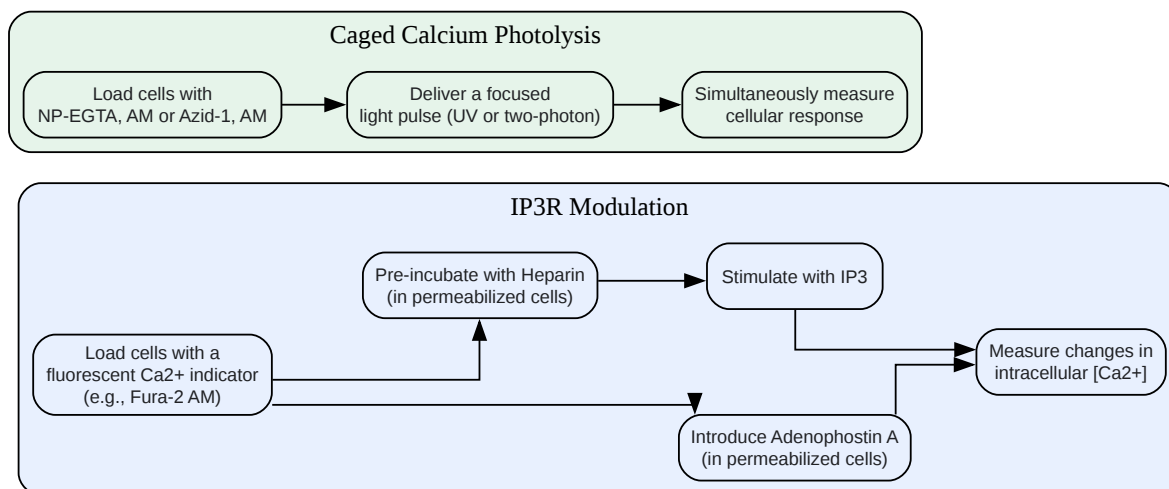 Caged Calcium Photolysis
Load cells with
NP-EGTA, AM or Azid-1, AM
Deliver a focused
light pulse (UV or two-photon)
Simultaneously measure
cellular response
IP3R Modulation
Pre-incubate with Heparin
(in permeabilized cells)
Stimulate with IP3
Load cells with a
fluorescent Ca2+ indicator
(e.g., Fura-2 AM)
Measure changes in
intracellular [Ca2+]
Introduce Adenophostin A
(in permeabilized cells)